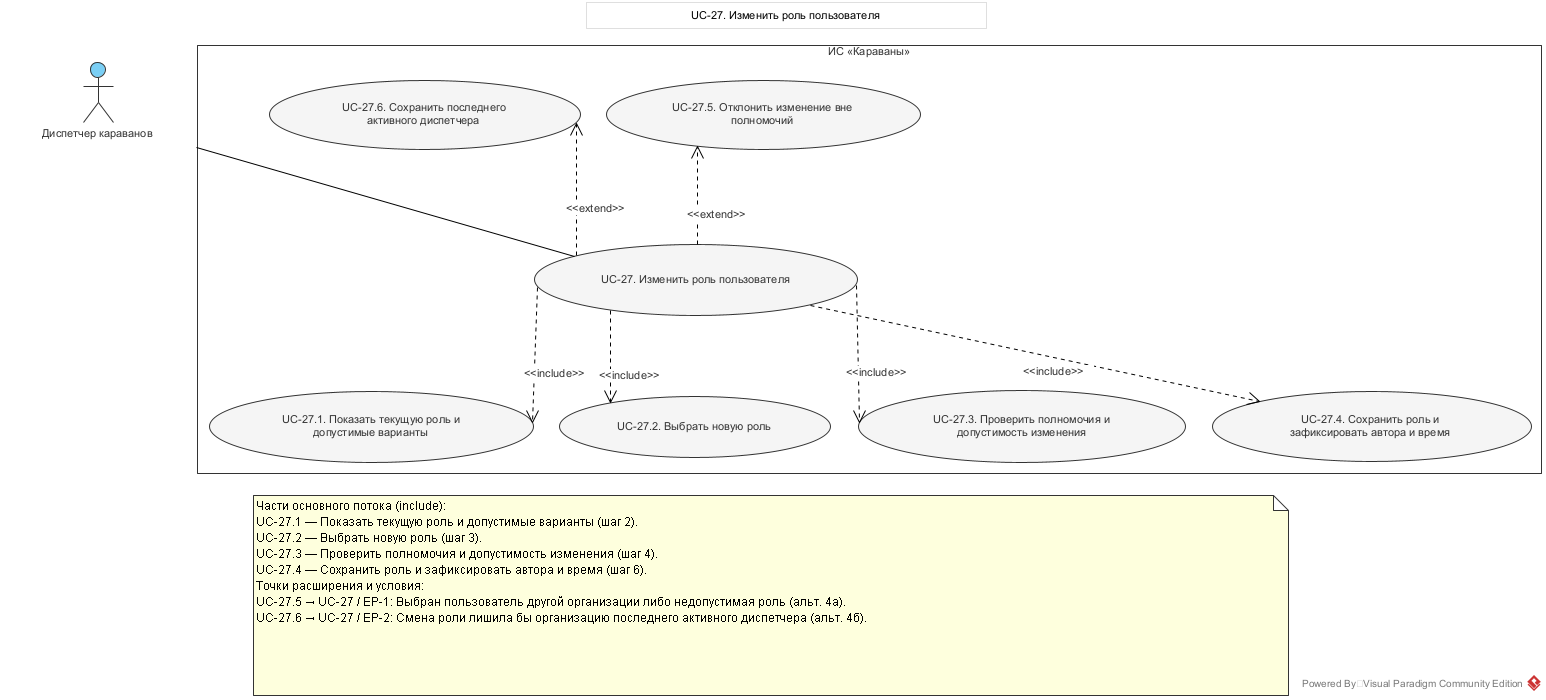 UC-27. Изменить роль пользователя
ИС «Караваны»
Диспетчер караванов
UC-27.6. Сохранить последнего
активного диспетчера
UC-27.5. Отклонить изменение вне
полномочий
<<extend>>
<<extend>>
UC-27. Изменить роль пользователя
<<include>>
<<include>>
<<include>>
<<include>>
UC-27.1. Показать текущую роль и
допустимые варианты
UC-27.2. Выбрать новую роль
UC-27.3. Проверить полномочия и
допустимость изменения
UC-27.4. Сохранить роль и
зафиксировать автора и время
Части основного потока (include):
UC-27.1 — Показать текущую роль и допустимые варианты (шаг 2).
UC-27.2 — Выбрать новую роль (шаг 3).
UC-27.3 — Проверить полномочия и допустимость изменения (шаг 4).
UC-27.4 — Сохранить роль и зафиксировать автора и время (шаг 6).
Точки расширения и условия:
UC-27.5 → UC-27 / EP-1: Выбран пользователь другой организации либо недопустимая роль (альт. 4а).
UC-27.6 → UC-27 / EP-2: Смена роли лишила бы организацию последнего активного диспетчера (альт. 4б).
Powered By Visual Paradigm Community Edition